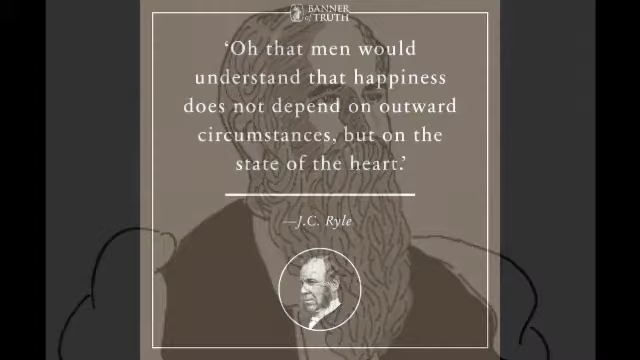 BANNER
of TRUTH
‘Oh that men would
understand that happiness
does not depend on outward
circumstances, but on the
state of the heart.’
—J.C. Ryle